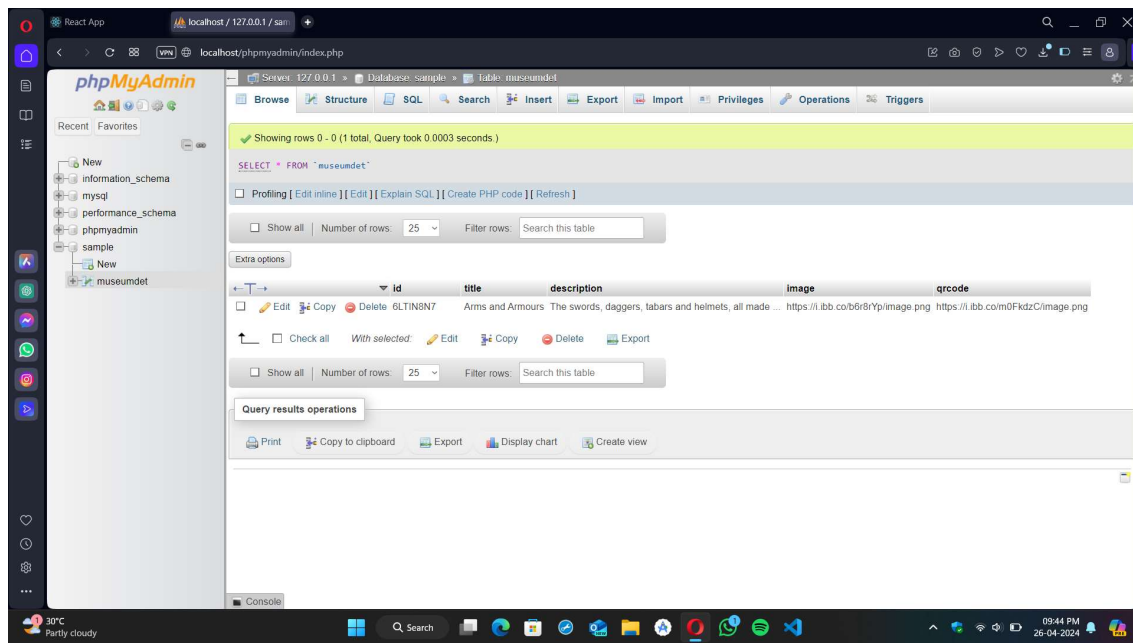 React App
localhost / 127.0.0.1 / sam
VPN
localhost/phpmyadmin/index.php
8
phpMyAdmin
Recent Favorites
New
information_schema
mysql
performance_schema
phpmyadmin
sample
New
museumdet
Server: 127.0.0.1 » Database: sample » Table: museumdet
Browse Structure SQL Search Insert Export Import Privileges Operations Triggers
Showing rows 0 - 0 (1 total, Query took 0.0003 seconds.)
SELECT * FROM `museumdet`
Profiling [ Edit inline ] [ Edit ] [ Explain SQL ] [ Create PHP code ] [ Refresh ]
Show all | Number of rows: 25 Filter rows: Search this table
Extra options
←T→ id title description image qrcode
Edit Copy Delete 6LTIN8N7 Arms and Armours The swords, daggers, tabars and helmets, all made ... https://i.ibb.co/b6r8rYp/image.png https://i.ibb.co/m0FkdzC/image.png
Check all With selected: Edit Copy Delete Export
Show all | Number of rows: 25 Filter rows: Search this table
Query results operations
Print Copy to clipboard Export Display chart Create view
Console
1
30°C
Partly cloudy
Search
09:44 PM
26-04-2024